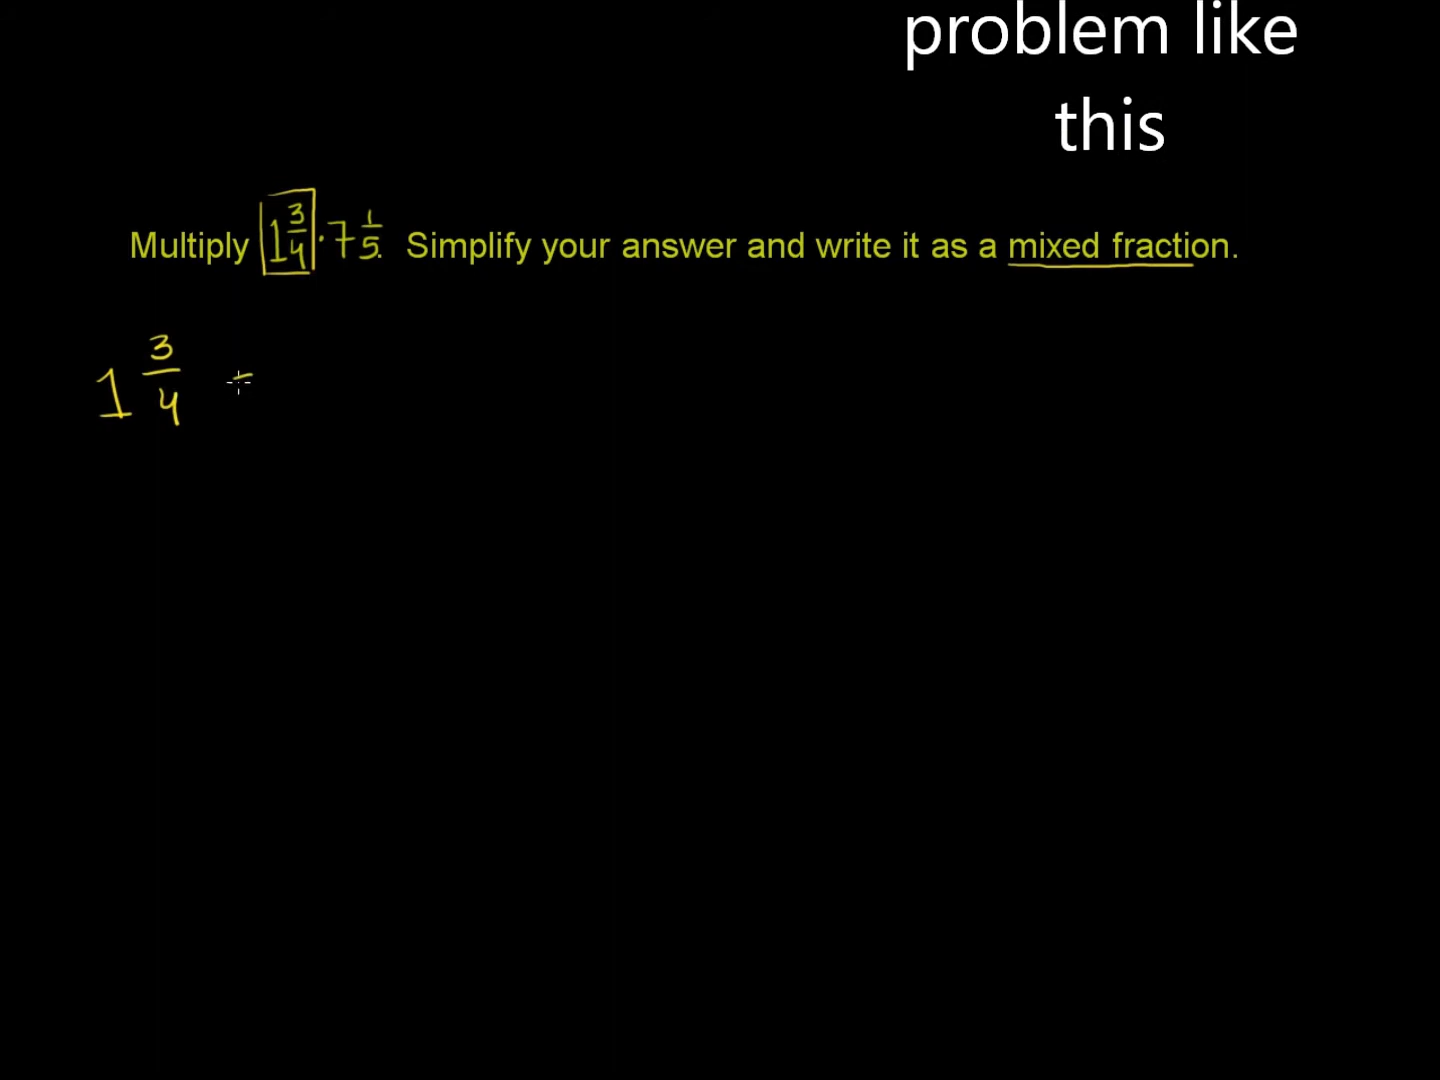 problem like
this
Multiply 1 3/4 · 7 1/5. Simplify your answer and write it as a mixed fraction.
1 3/4 -